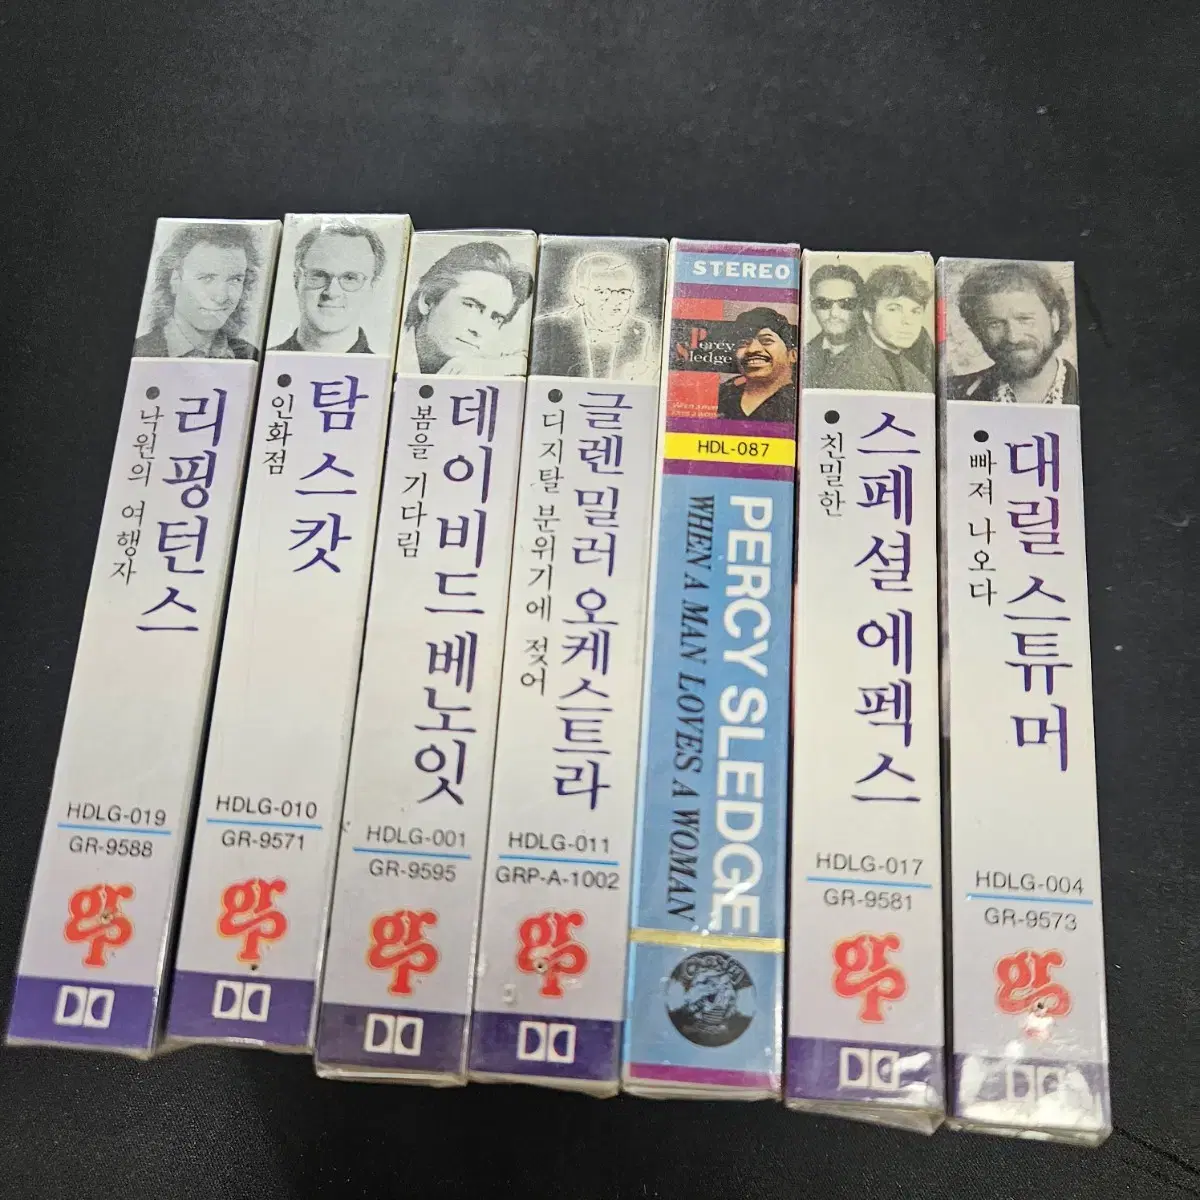 리핑턴스
•낙원의 여행자
HDLG-019
GR-9588
탐 스캇
•인화점
HDLG-010
GR-9571
데이비드 베노잇
•봄을 기다림
HDLG-001
GR-9595
글렌 밀러 오케스트라
•디지탈 분위기에 젖어
HDLG-011
GRP-A-1002
STEREO
Percy
Sledge
HDL-087
PERCY SLEDGE
WHEN A MAN LOVES A WOMAN
스페셜 에펙스
•친밀한
HDLG-017
GR-9581
대릴 스튜머
•빠져 나오다
HDLG-004
GR-9573